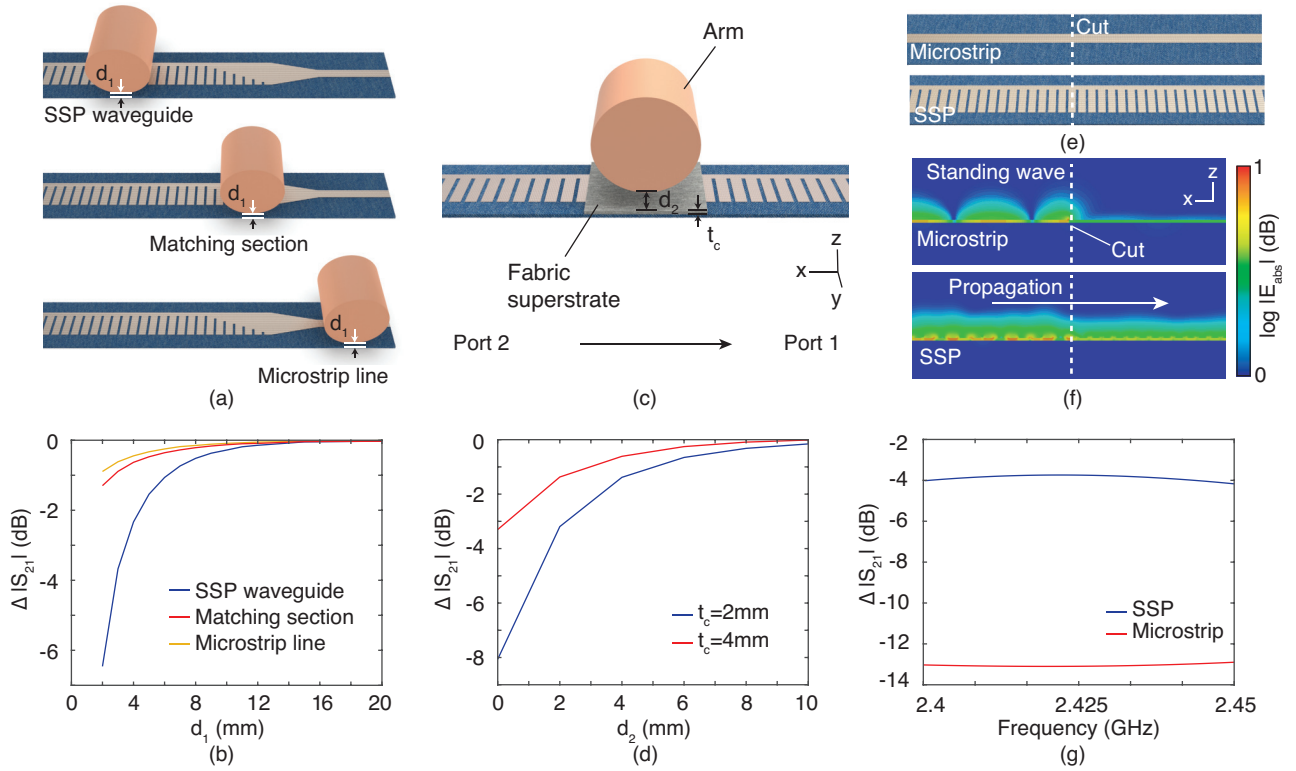 d1
SSP waveguide
d1
Matching section
d1
Microstrip line
(a)
Arm
d2
tc
Fabric
superstrate
z
x
y
Port 2
Port 1
(c)
Cut
Microstrip
SSP
(e)
Standing wave
z
x
Microstrip
Cut
Propagation
SSP
1
log |Eabs| (dB)
0
(f)
0
-2
-4
-6
Δ |S21| (dB)
SSP waveguide
Matching section
Microstrip line
0 4 8 12 16 20
d1 (mm)
(b)
0
-2
-4
-6
-8
Δ |S21| (dB)
tc=2mm
tc=4mm
0 2 4 6 8 10
d2 (mm)
(d)
-2
-4
-6
-8
-10
-12
-14
Δ |S21| (dB)
SSP
Microstrip
2.4 2.425 2.45
Frequency (GHz)
(g)